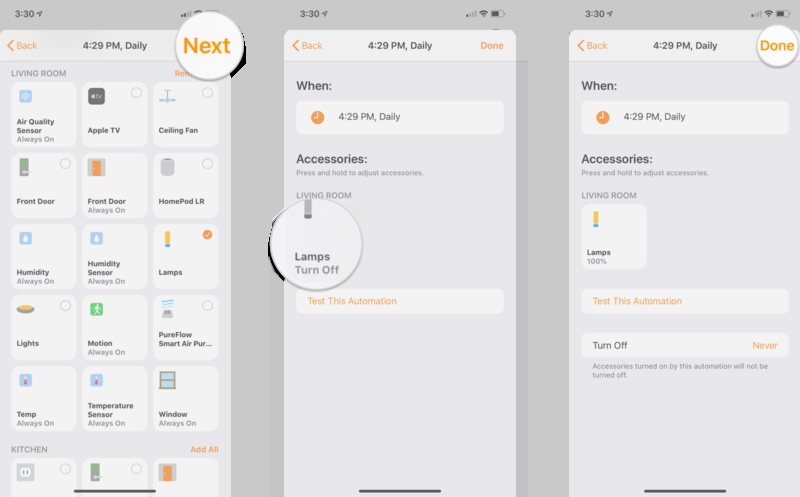 3:30
Back
4:29 PM, Daily
Next
LIVING ROOM
Air Quality
Sensor
Always On
tv
Apple TV
Ceiling Fan
Front Door
Front Door
Always On
HomePod LR
Humidity
Always On
Humidity
Sensor
Always On
Lamps
Lights
Motion
Always On
PureFlow
Smart Air Pur...
Temp
Always On
Temperature
Sensor
Always On
Window
Always On
KITCHEN
Add All
3:30
Back
4:29 PM, Daily
Done
When:
4:29 PM, Daily
Accessories:
Press and hold to adjust accessories.
LIVING ROOM
Lamps
Turn Off
Test This Automation
3:30
Back
4:29 PM, Daily
Done
When:
4:29 PM, Daily
Accessories:
Press and hold to adjust accessories.
LIVING ROOM
Lamps
100%
Test This Automation
Turn Off
Never
Accessories turned on by this automation will not be
turned off.